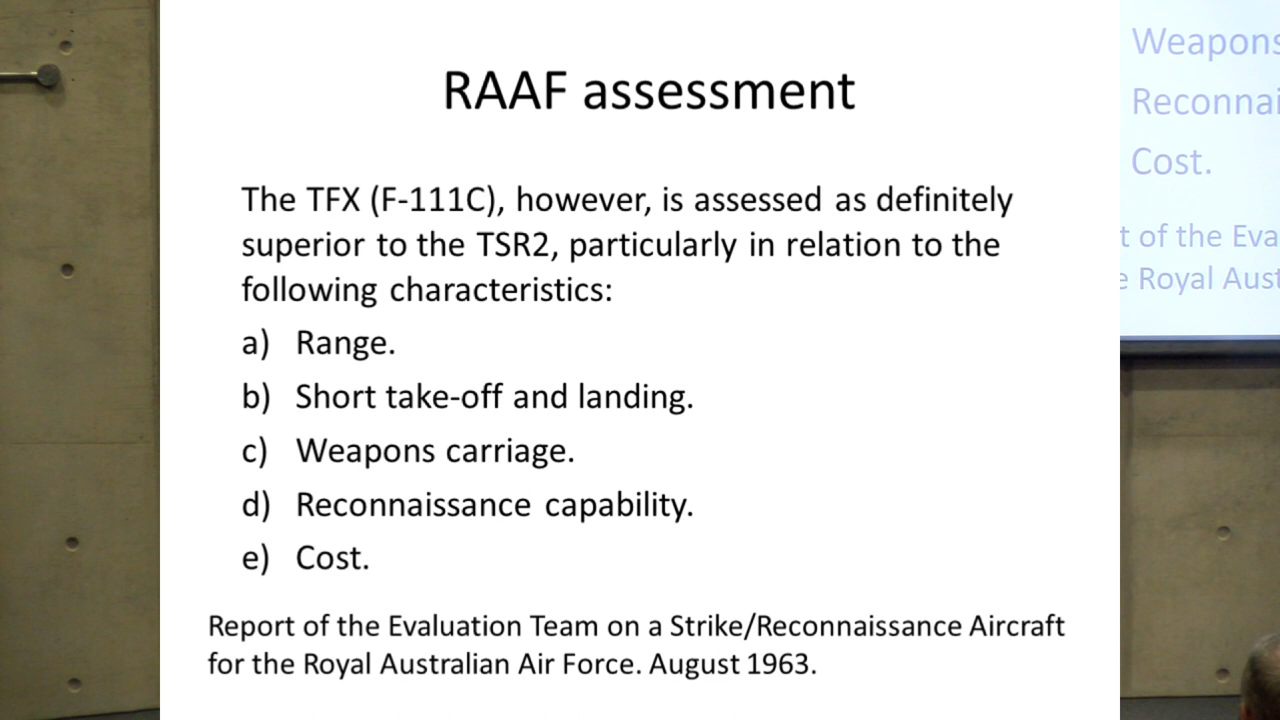 RAAF assessment
The TFX (F-111C), however, is assessed as definitely
superior to the TSR2, particularly in relation to the
following characteristics:
a) Range.
b) Short take-off and landing.
c) Weapons carriage.
d) Reconnaissance capability.
e) Cost.
Report of the Evaluation Team on a Strike/Reconnaissance Aircraft
for the Royal Australian Air Force. August 1963.
Weapons
Reconnai
Cost.
t of the Eva
e Royal Aust